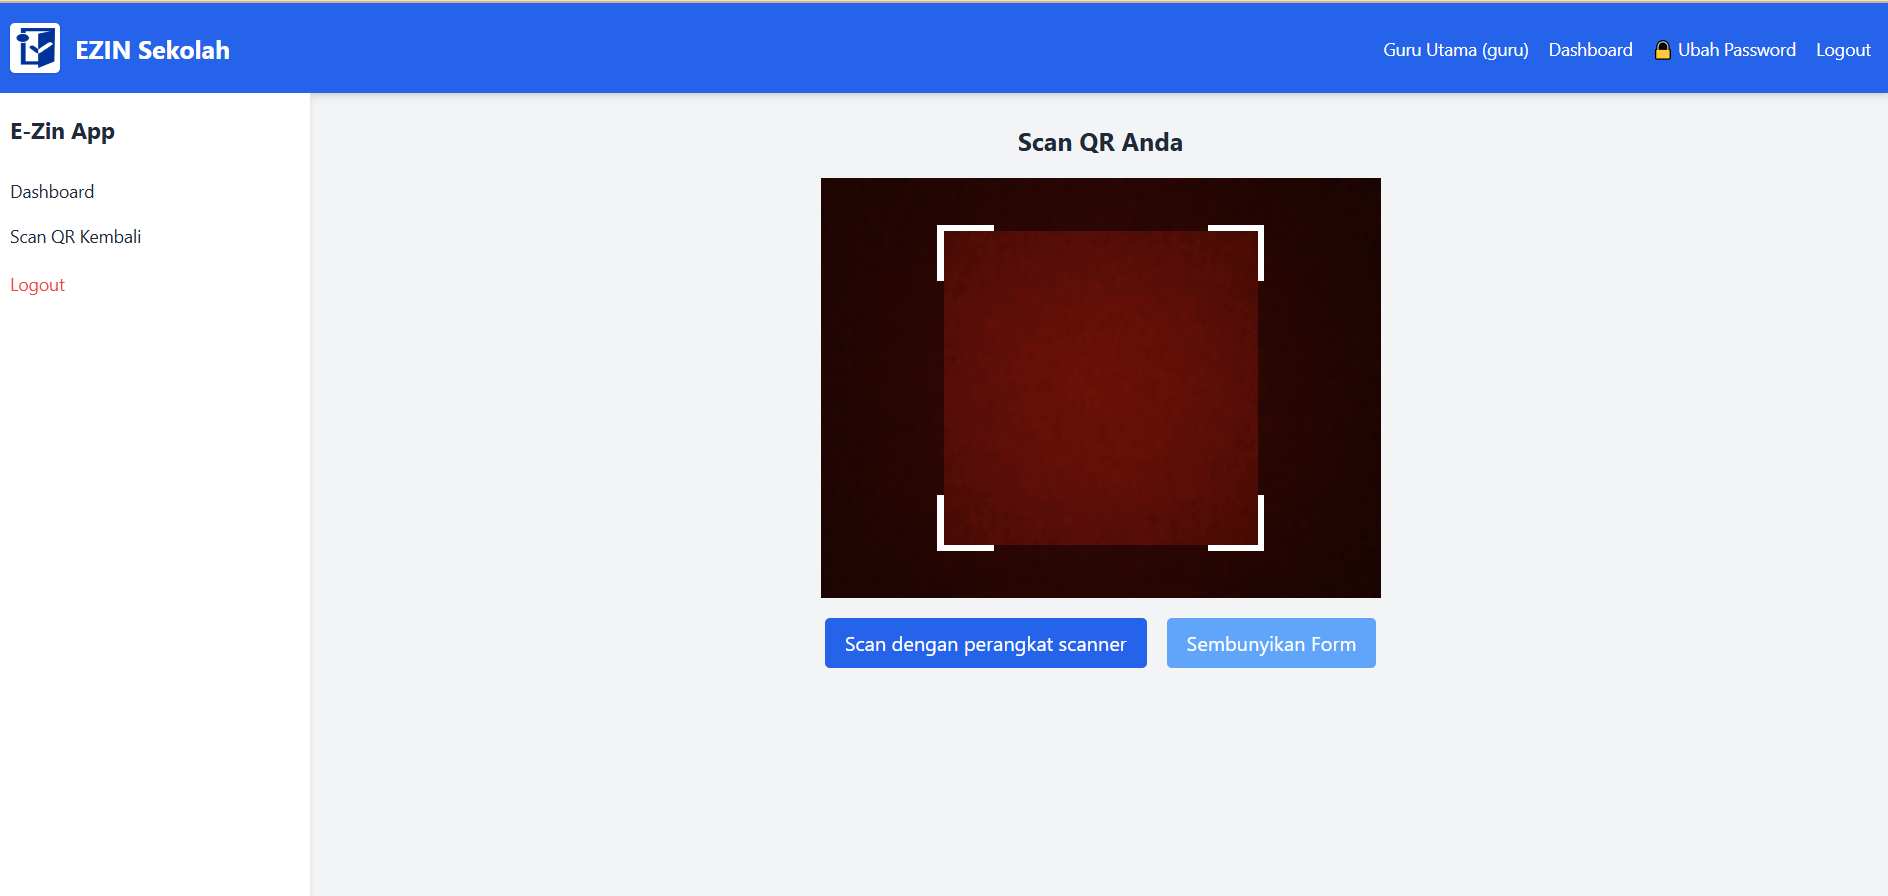 EZIN Sekolah
Guru Utama (guru) Dashboard Ubah Password Logout
E-Zin App
Dashboard
Scan QR Kembali
Logout
Scan QR Anda
Scan dengan perangkat scanner
Sembunyikan Form